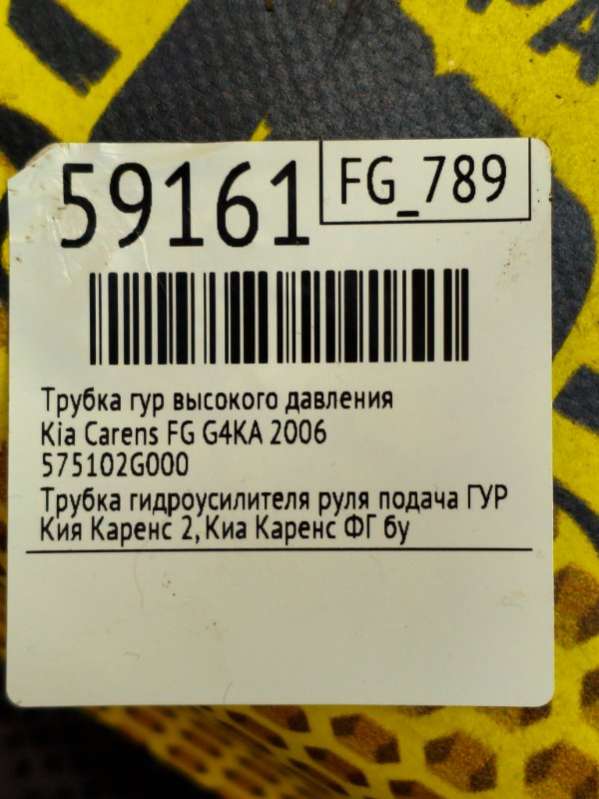 59161
FG_789
Трубка гур высокого давления
Kia Carens FG G4KA 2006
575102G000
Трубка гидроусилителя руля подача ГУР
Кия Каренс 2, Киа Каренс ФГ бу